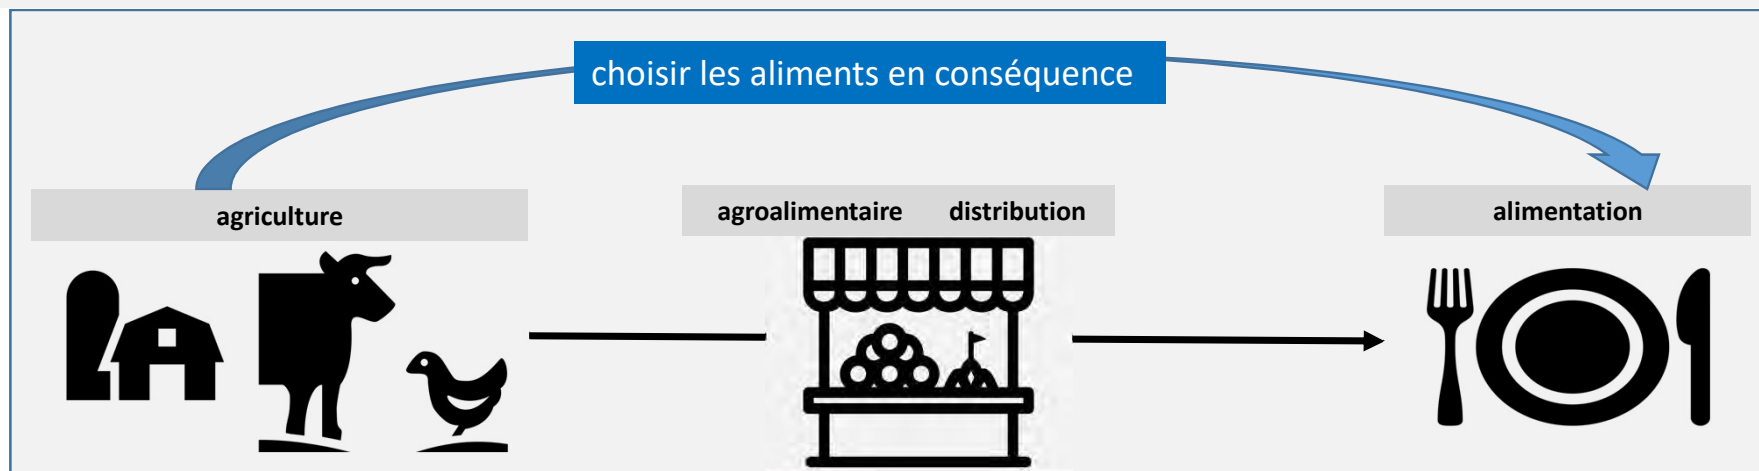 choisir les aliments en conséquence
agriculture
agroalimentaire distribution
alimentation